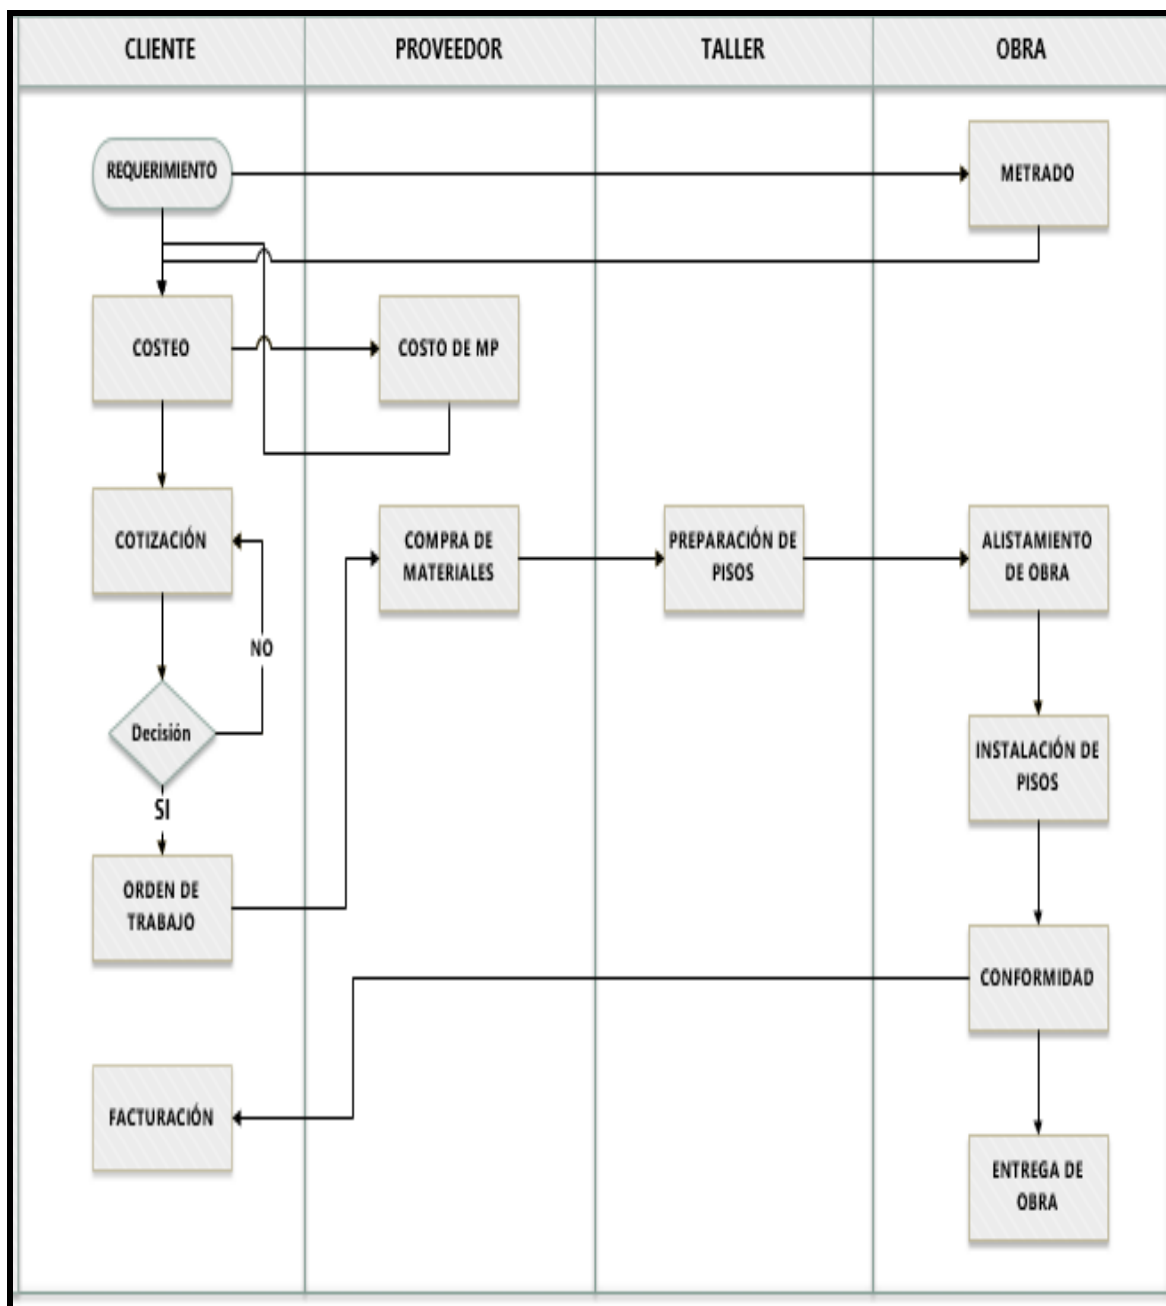 CLIENTE
PROVEEDOR
TALLER
OBRA
REQUERIMIENTO
METRADO
COSTEO
COSTO DE MP
COTIZACIÓN
COMPRA DE
MATERIALES
PREPARACIÓN DE
PISOS
ALISTAMIENTO
DE OBRA
NO
Decisión
INSTALACIÓN DE
PISOS
SI
ORDEN DE
TRABAJO
CONFORMIDAD
FACTURACIÓN
ENTREGA DE
OBRA